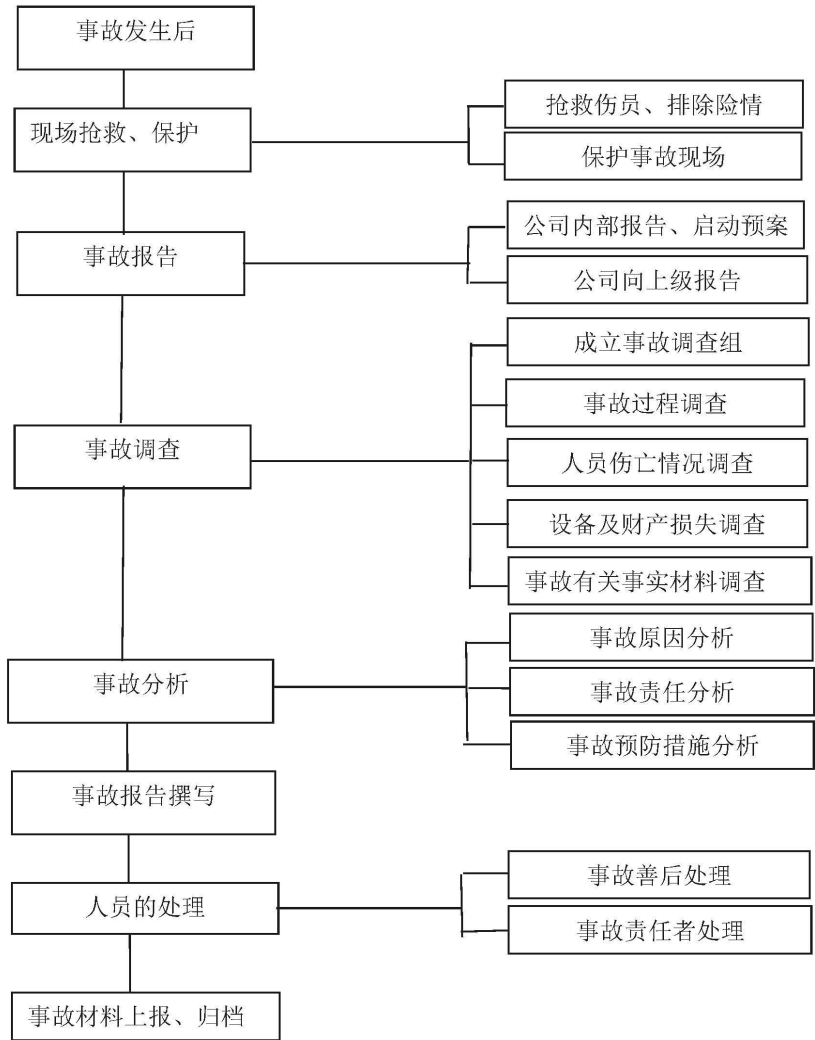 事故发生后
现场抢救、保护
抢救伤员、排除险情
保护事故现场
事故报告
公司内部报告、启动预案
公司向上级报告
事故调查
成立事故调查组
事故过程调查
人员伤亡情况调查
设备及财产损失调查
事故有关事实材料调查
事故分析
事故原因分析
事故责任分析
事故预防措施分析
事故报告撰写
人员的处理
事故善后处理
事故责任者处理
事故材料上报、归档